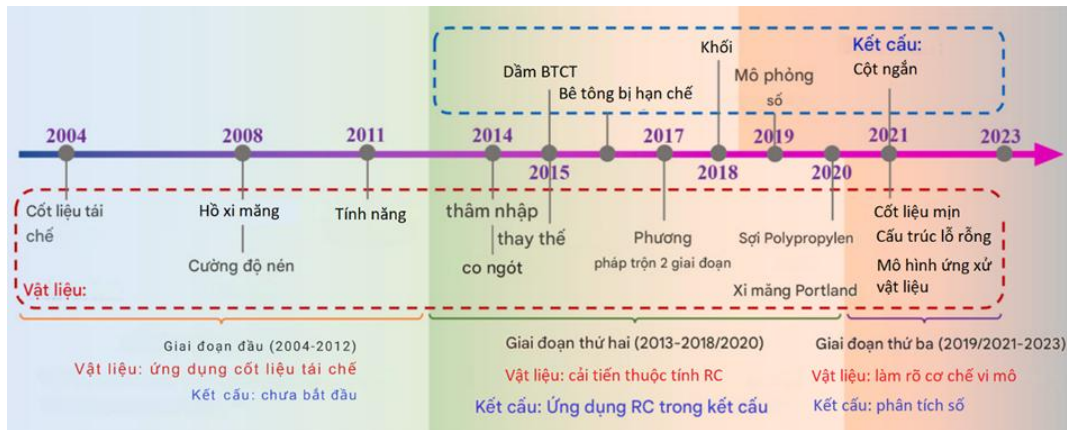 Khối
Kết cấu:
Dầm BTCT
Cột ngắn
Mô phỏng
Bê tông bị hạn chế
số
2004
2008
2011
2014
2017
2019
2021
2023
2015
2018
2020
Cốt liệu tái
chế
Hồ xi măng
Cường độ nén
Tính năng
thâm nhập
thay thế
co ngót
Phương
pháp trộn 2 giai đoạn
Sợi Polypropylen
Xi măng Portland
Cốt liệu mịn
Cấu trúc lỗ rỗng
Mô hình ứng xử
vật liệu
Vật liệu:
Giai đoạn đầu (2004-2012)
Vật liệu: ứng dụng cốt liệu tái chế
Kết cấu: chưa bắt đầu
Giai đoạn thứ hai (2013-2018/2020)
Vật liệu: cải tiến thuộc tính RC
Kết cấu: Ứng dụng RC trong kết cấu
Giai đoạn thứ ba (2019/2021-2023)
Vật liệu: làm rõ cơ chế vi mô
Kết cấu: phân tích số